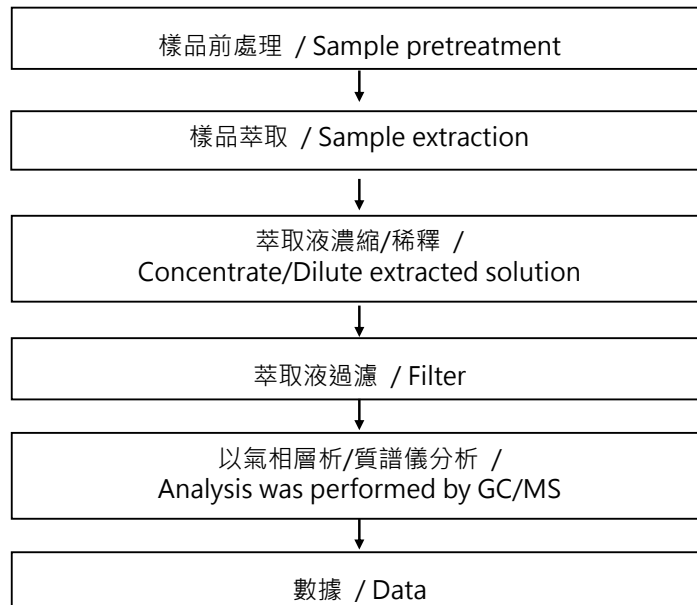 樣品前處理 / Sample pretreatment
樣品萃取 / Sample extraction
萃取液濃縮/稀釋 /
Concentrate/Dilute extracted solution
萃取液過濾 / Filter
以氣相層析/質譜儀分析 /
Analysis was performed by GC/MS
數據 / Data